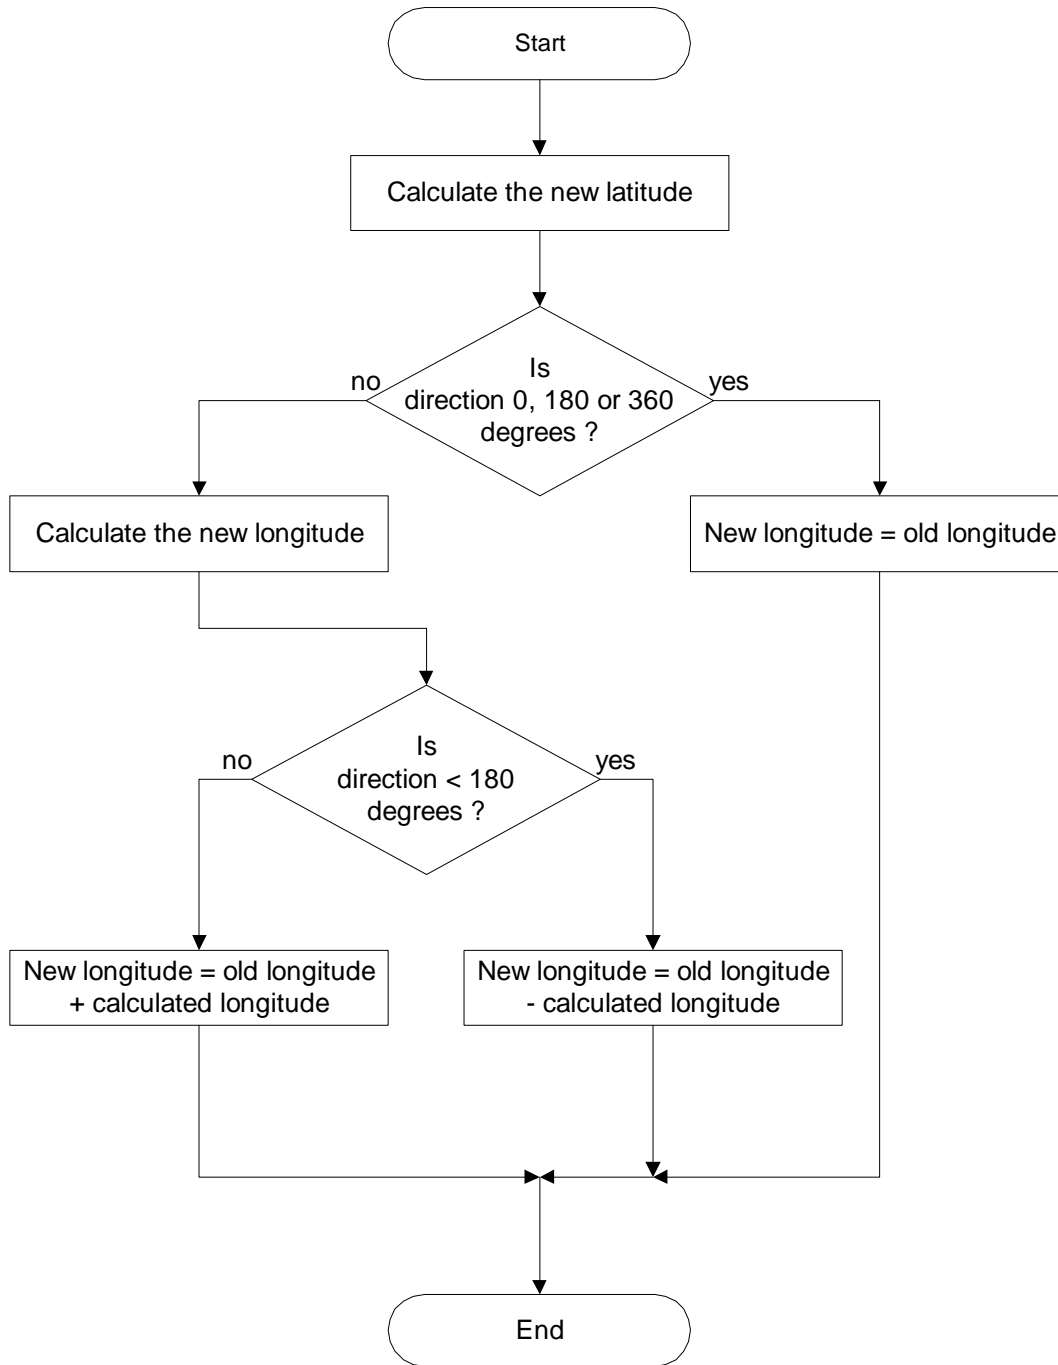 Start
Calculate the new latitude
Is
direction 0, 180 or 360
degrees ?
no
yes
Calculate the new longitude
New longitude = old longitude
Is
direction < 180
degrees ?
no
yes
New longitude = old longitude
+ calculated longitude
New longitude = old longitude
- calculated longitude
End